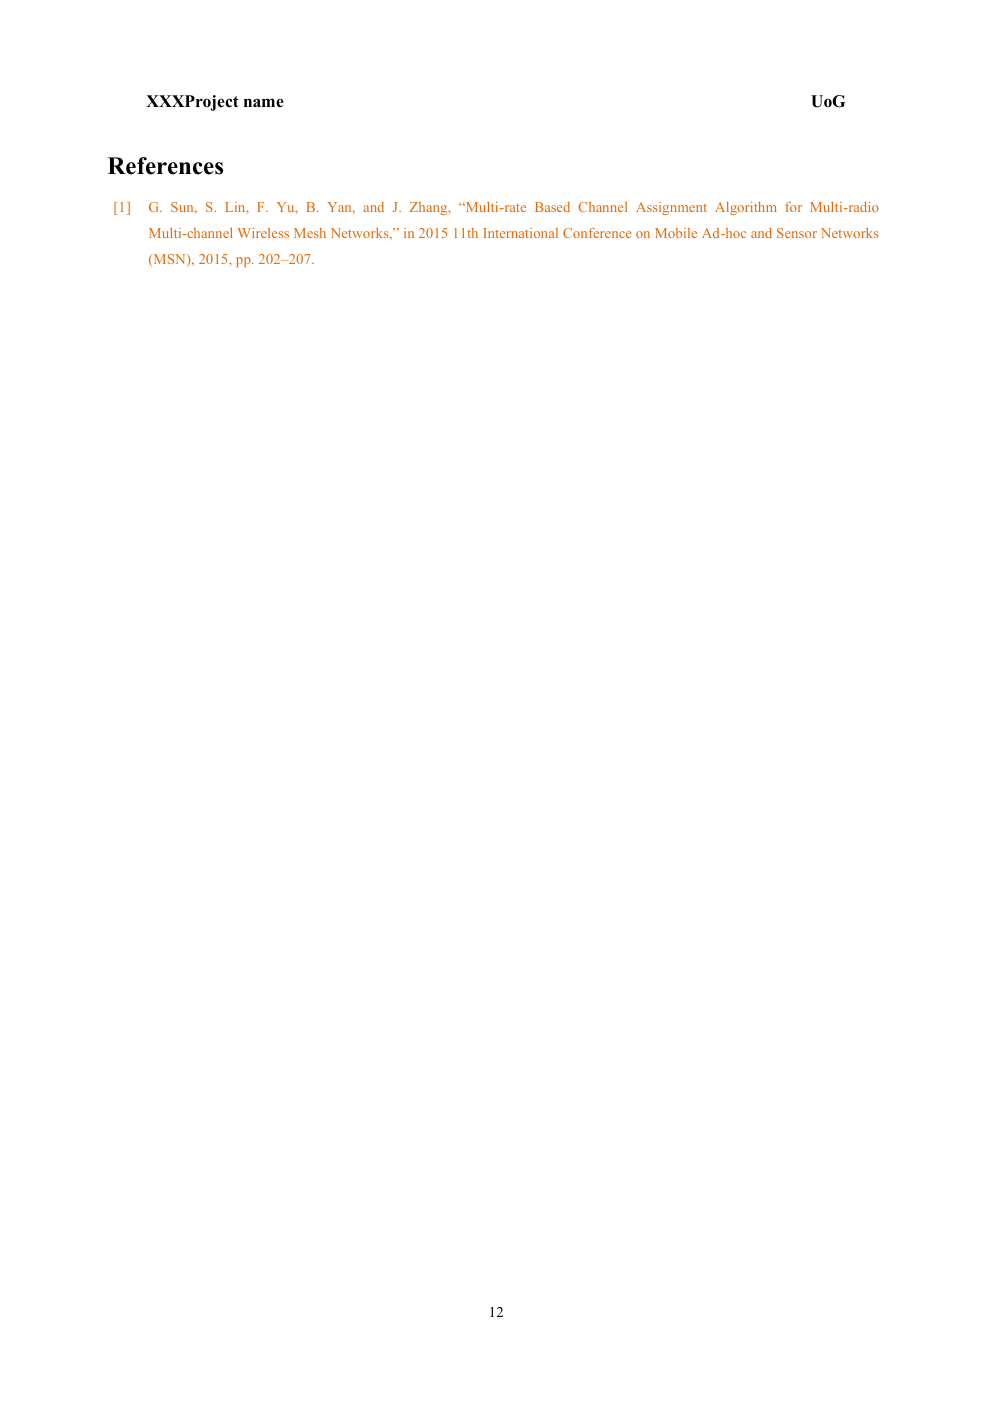 XXXProject name UoG
References
[1] G. Sun, S. Lin, F. Yu, B. Yan, and J. Zhang, “Multi-rate Based Channel Assignment Algorithm for Multi-radio
Multi-channel Wireless Mesh Networks,” in 2015 11th International Conference on Mobile Ad-hoc and Sensor Networks
(MSN), 2015, pp. 202–207.
12